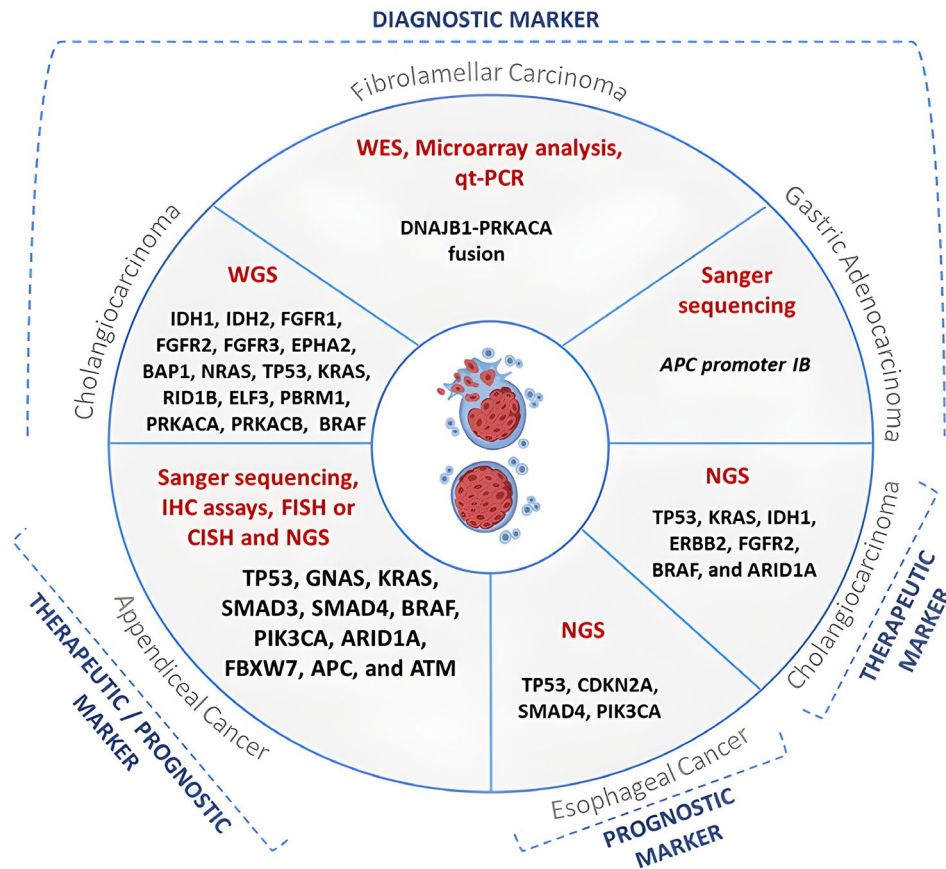 DIAGNOSTIC MARKER
Fibrolamellar Carcinoma
WES, Microarray analysis,
qt-PCR
DNAJB1-PRKACA
fusion
Gastric Adenocarcinoma
Sanger
sequencing
APC promoter IB
Cholangiocarcinoma
NGS
TP53, KRAS, IDH1,
ERBB2, FGFR2,
BRAF, and ARID1A
THERAPEUTIC
MARKER
Esophageal Cancer
NGS
TP53, CDKN2A,
SMAD4, PIK3CA
PROGNOSTIC
MARKER
Appendiceal Cancer
Sanger sequencing,
IHC assays, FISH or
CISH and NGS
TP53, GNAS, KRAS,
SMAD3, SMAD4, BRAF,
PIK3CA, ARID1A,
FBXW7, APC, and ATM
THERAPEUTIC / PROGNOSTIC
MARKER
Cholangiocarcinoma
WGS
IDH1, IDH2, FGFR1,
FGFR2, FGFR3, EPHA2,
BAP1, NRAS, TP53, KRAS,
RID1B, ELF3, PBRM1,
PRKACA, PRKACB, BRAF